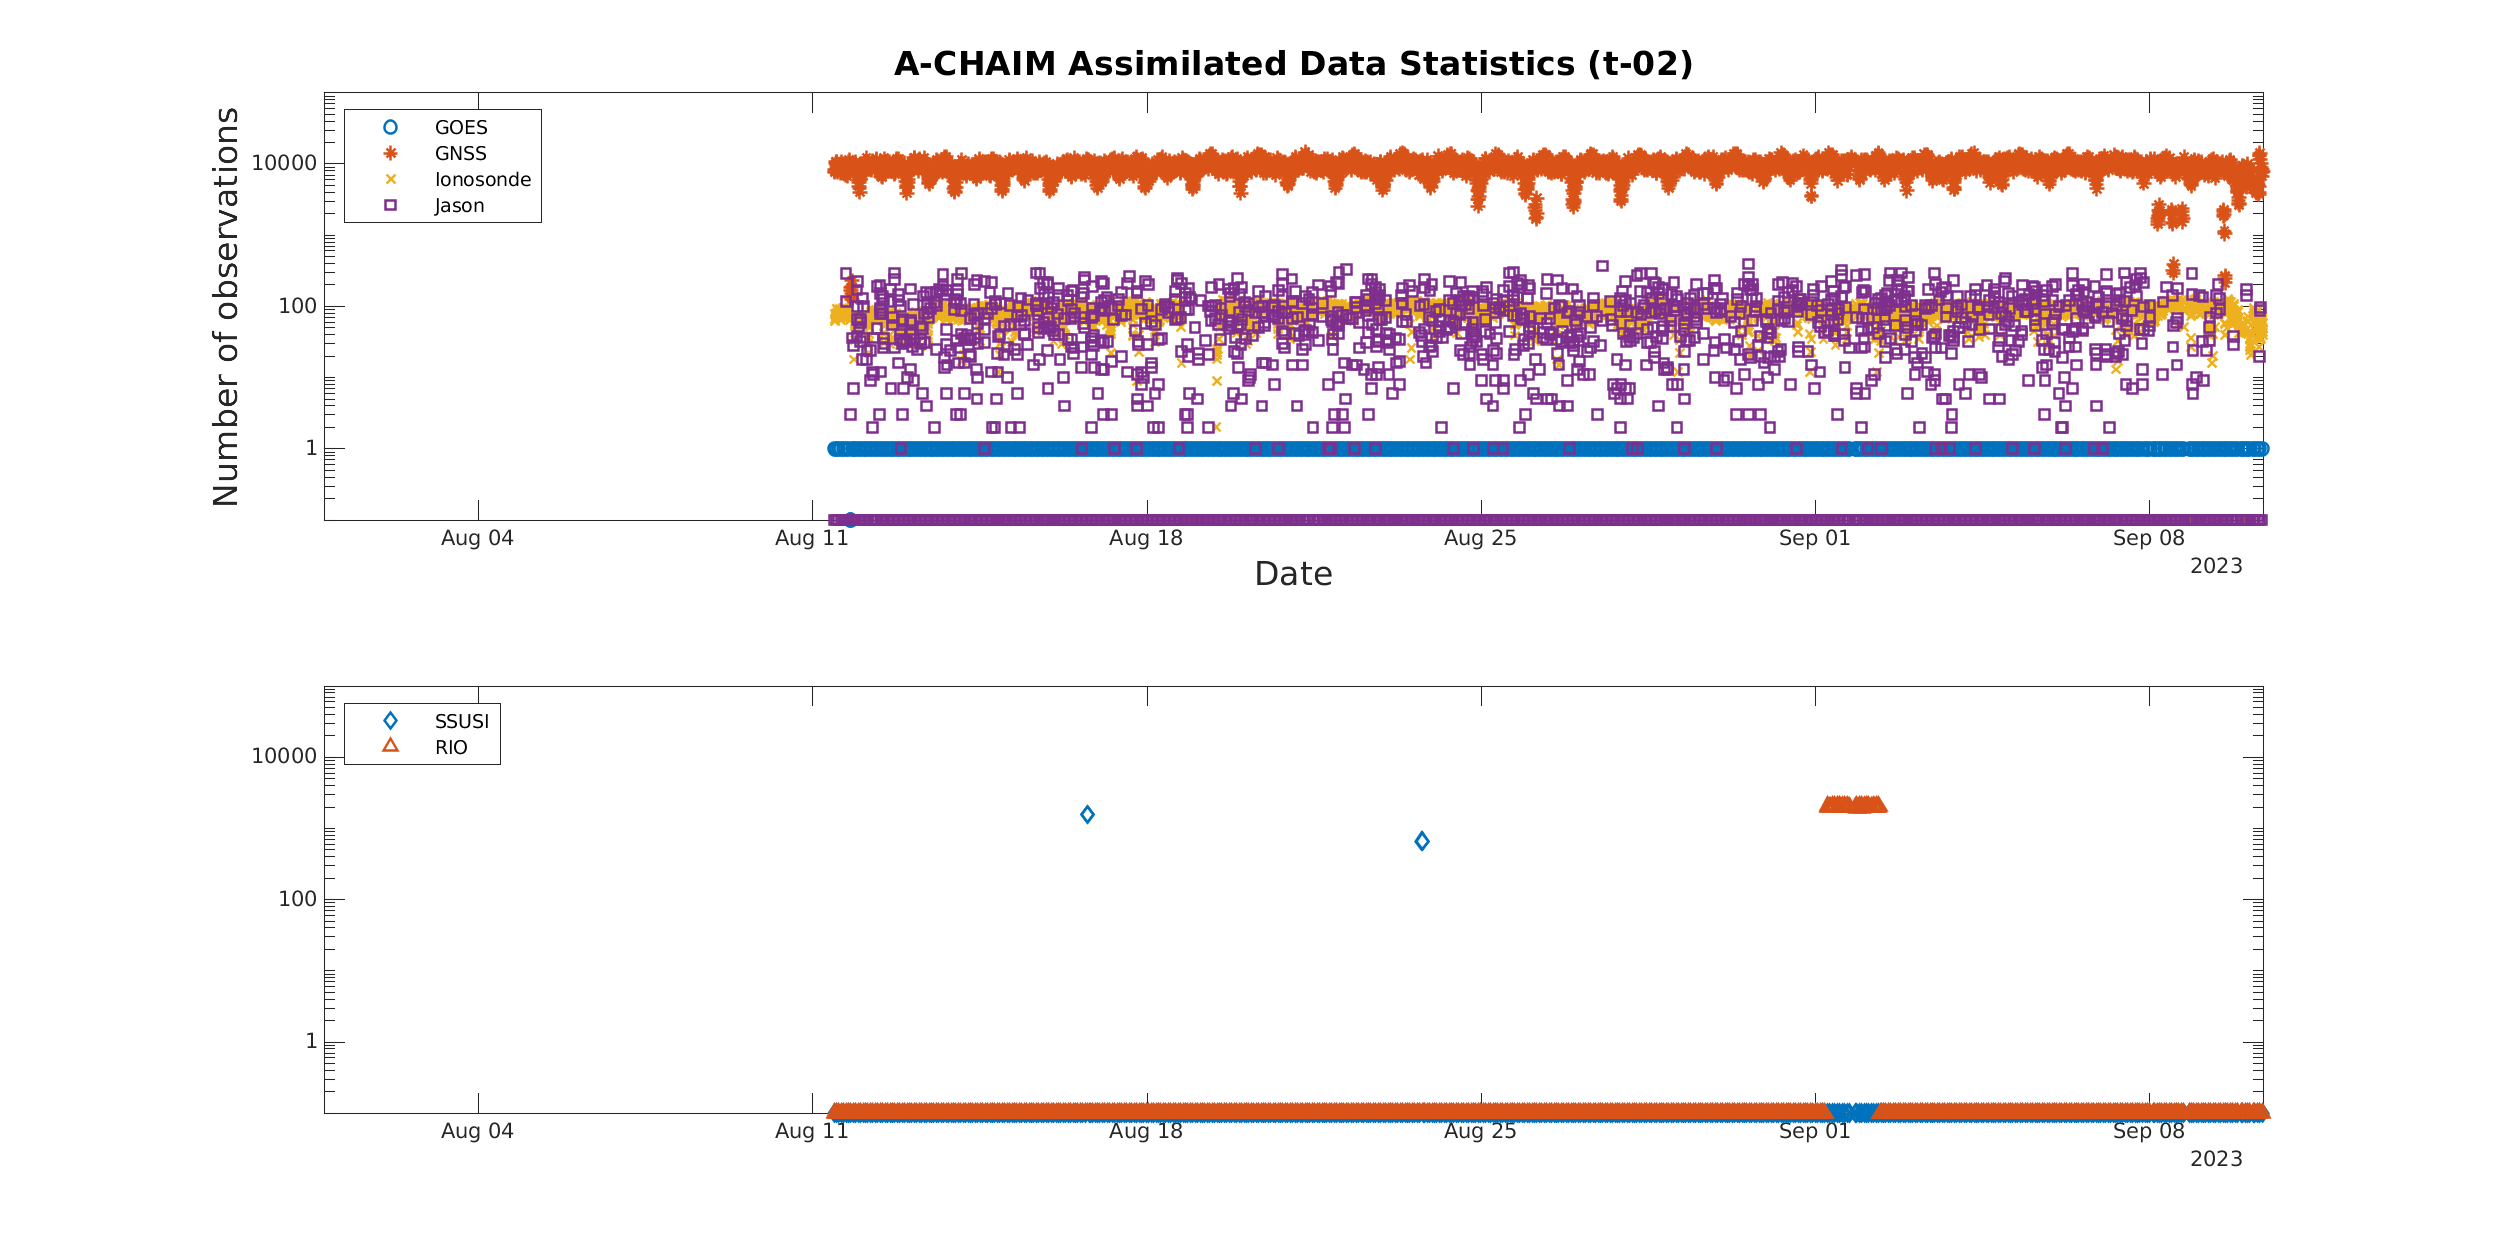 A-CHAIM Assimilated Data Statistics (t-02)
Number of observations
10000
100
1
GOES
GNSS
Ionosonde
Jason
Aug 04 Aug 11 Aug 18 Aug 25 Sep 01 Sep 08
2023
Date
10000
100
1
SSUSI
RIO
Aug 04 Aug 11 Aug 18 Aug 25 Sep 01 Sep 08
2023